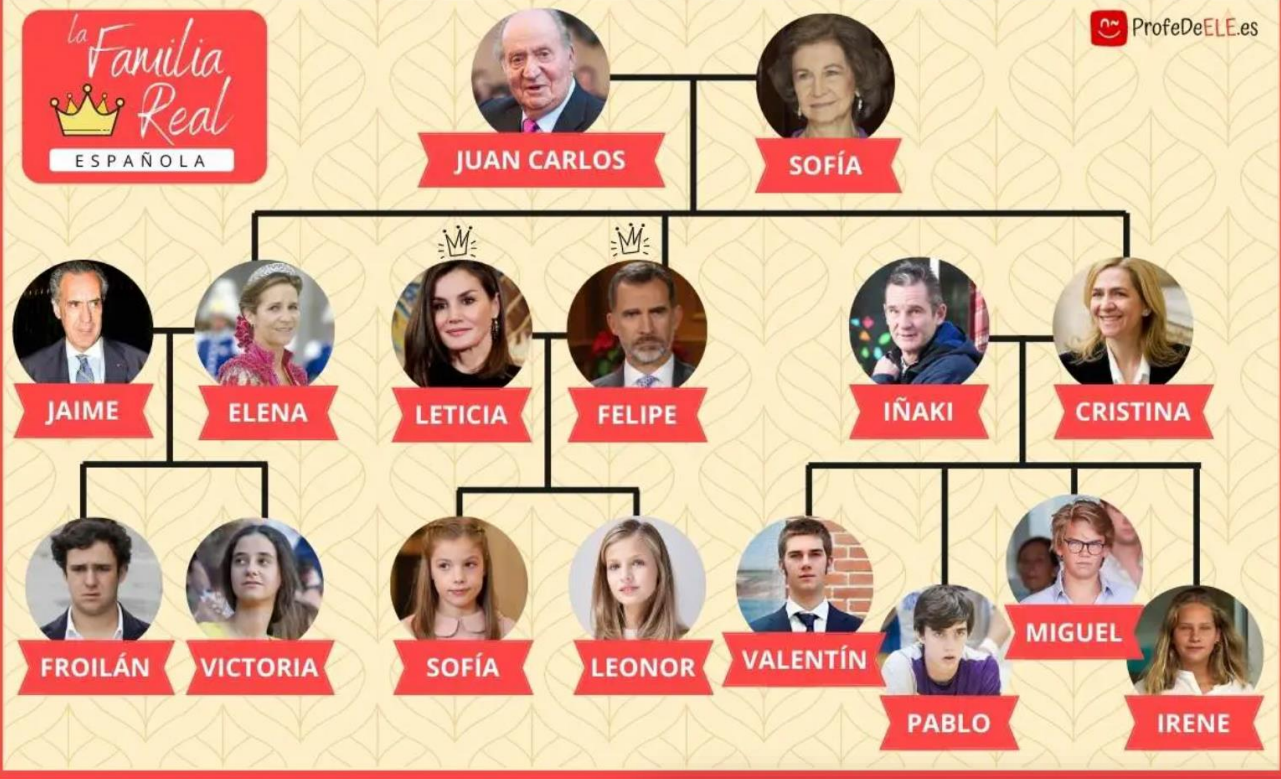 la
Familia
Real
ESPAÑOLA
ProfeDeELE.es
JUAN CARLOS
SOFÍA
JAIME
ELENA
LETICIA
FELIPE
IÑAKI
CRISTINA
FROILÁN
VICTORIA
SOFÍA
LEONOR
VALENTÍN
PABLO
MIGUEL
IRENE